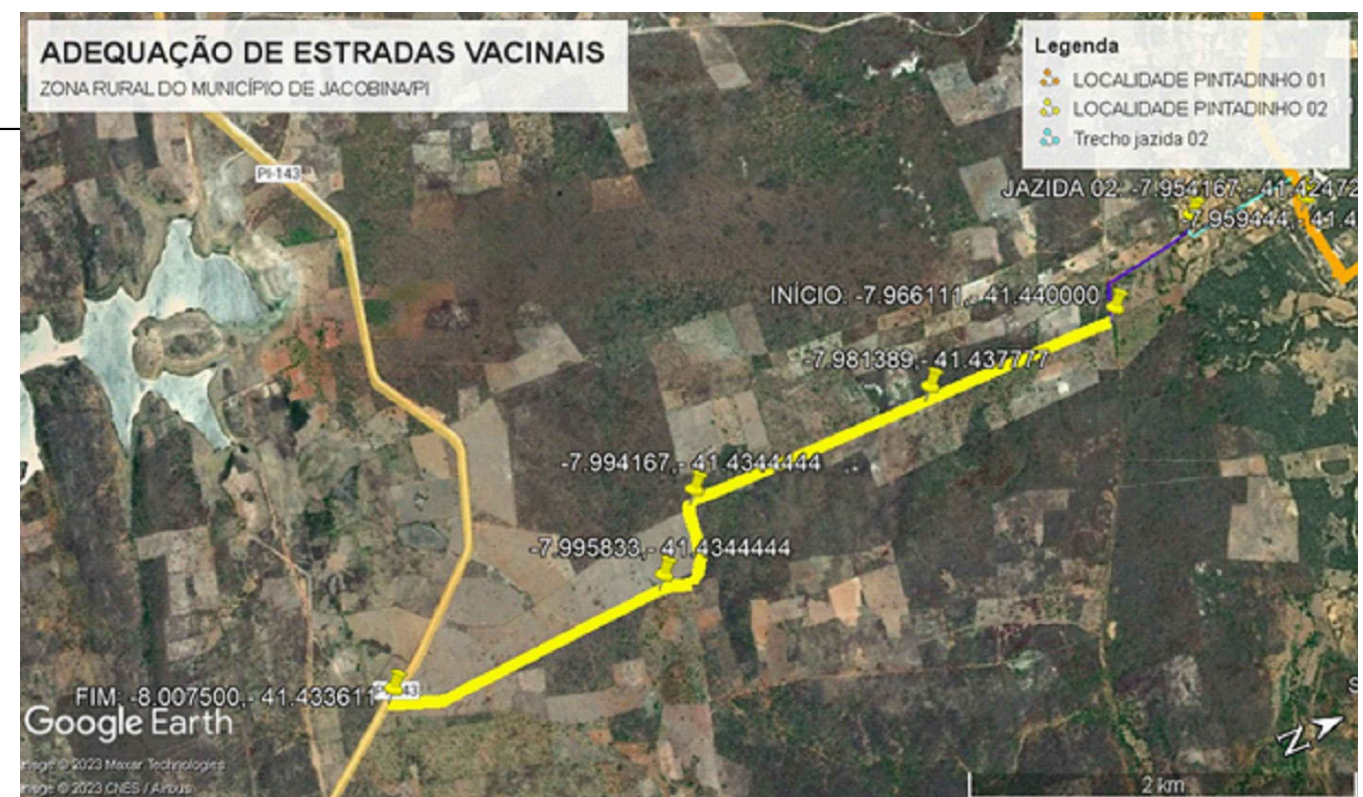 ADEQUAÇÃO DE ESTRADAS VACINAIS
ZONA RURAL DO MUNICÍPIO DE JACOBINA/PI
Legenda
LOCALIDADE PINTADINHO 01
LOCALIDADE PINTADINHO 02
Trecho jazida 02
PI-143
JAZIDA 02: -7.954167,- 41.42472
-7.959444,- 41.4
INÍCIO: -7.966111,- 41.440000
-7.981389,- 41.437777
-7.994167,- 41.4344444
-7.995833,- 41.4344444
FIM: -8.007500,- 41.433611
43
S
Google Earth
Image © 2023 Maxar Technologies
Image © 2023 CNES / Airbus
N
2 km